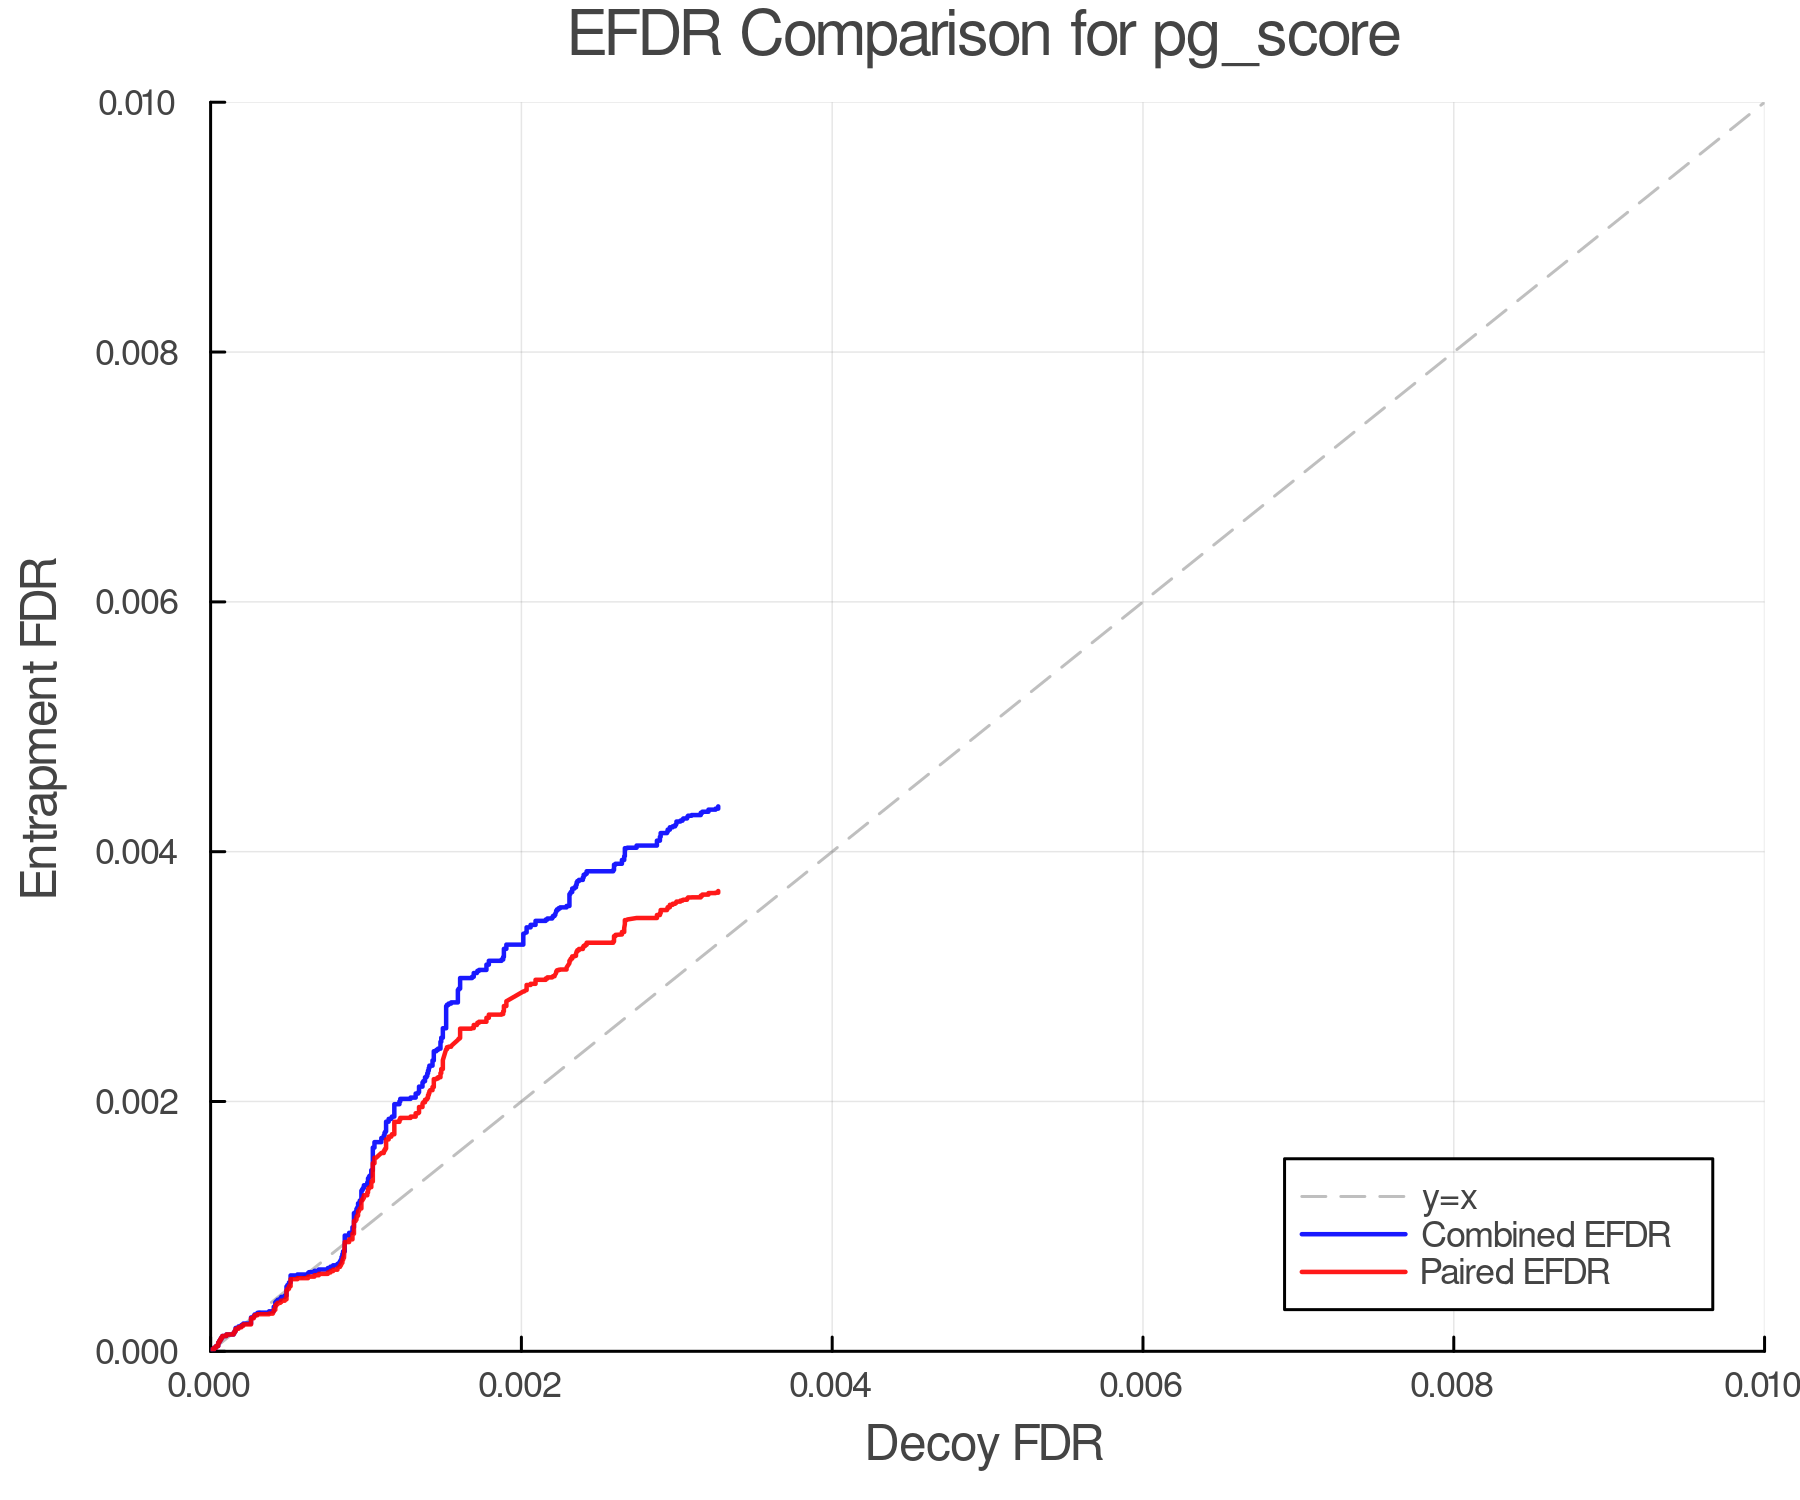 EFDR Comparison for pg_score
0.010
0.008
0.006
0.004
0.002
0.000
Entrapment FDR
y=x
Combined EFDR
Paired EFDR
0.000 0.002 0.004 0.006 0.008 0.010
Decoy FDR